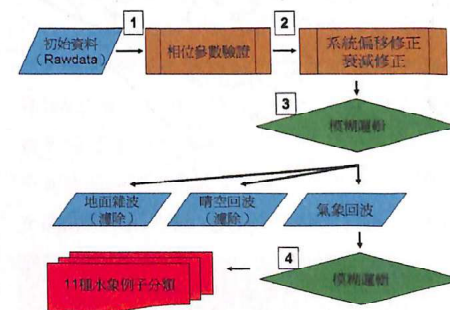 1
2
初始資料
(Rawdata)
相位參數驗證
系統偏移修正
衰減修正
3
模糊邏輯
地面雜波
(濾除)
晴空回波
(濾除)
氣象回波
4
11種水象例子分類
模糊邏輯